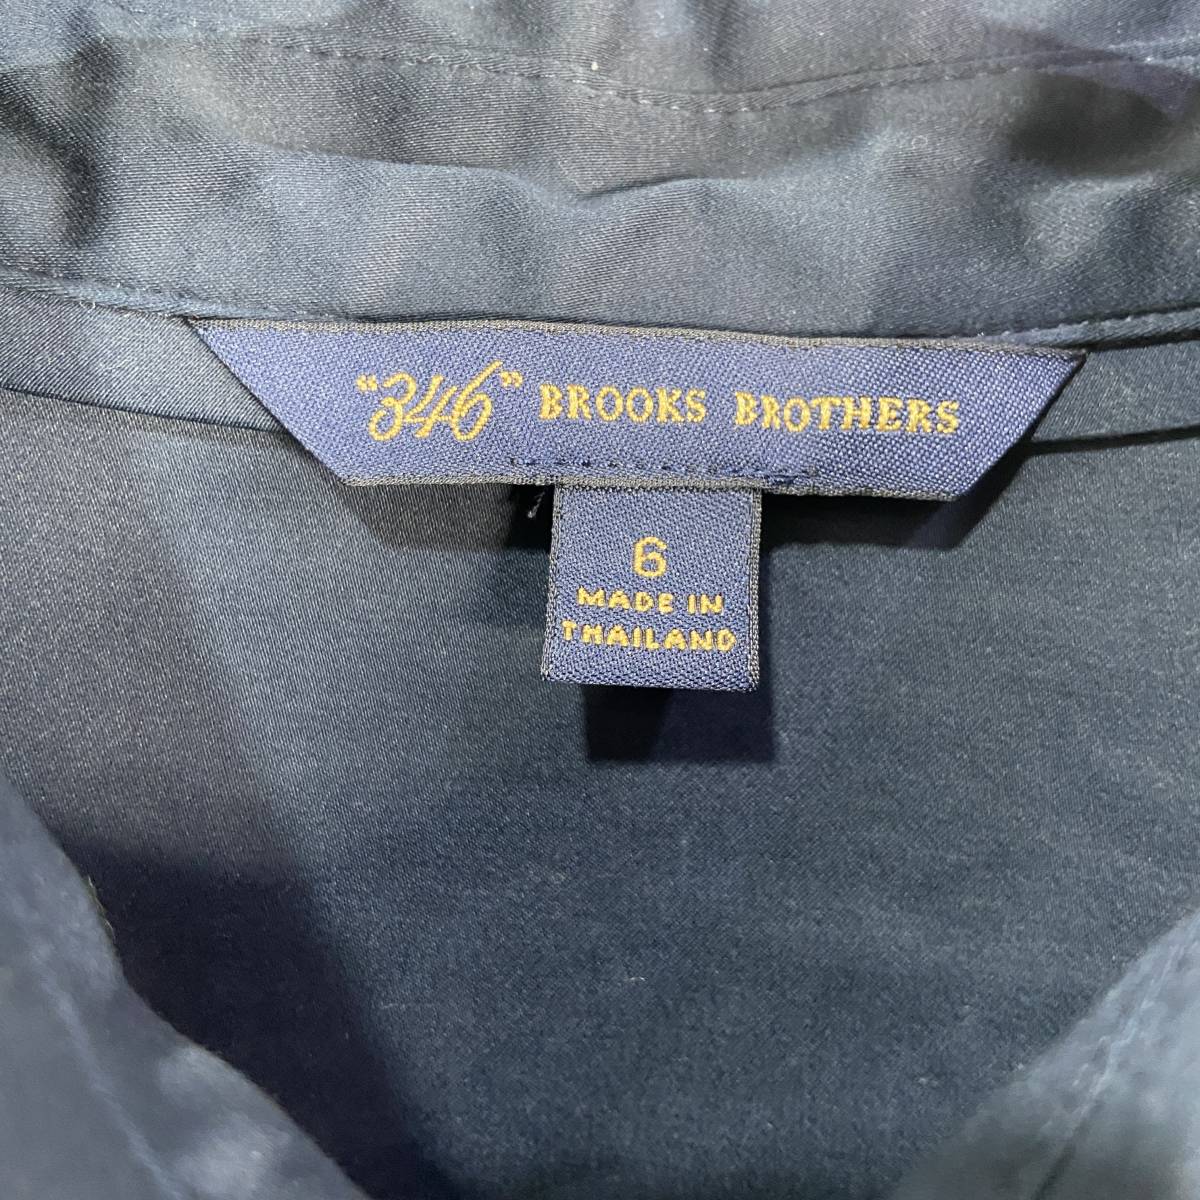 "346" BROOKS BROTHERS
6
MADE IN
THAILAND